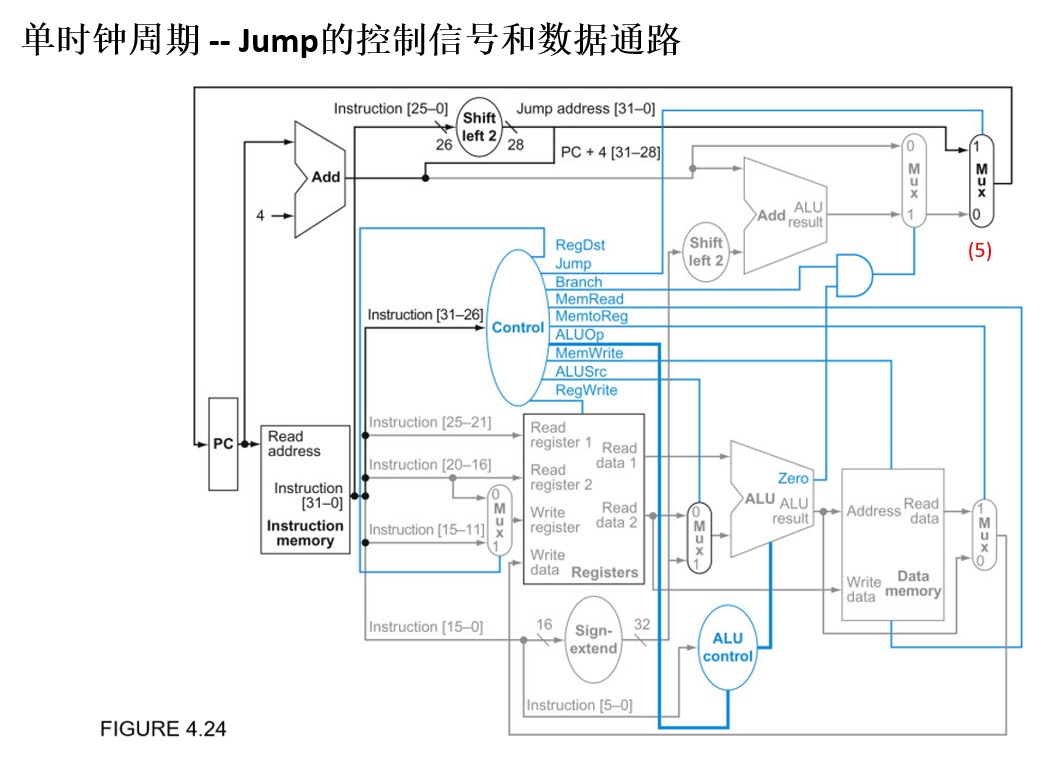 单时钟周期 -- Jump的控制信号和数据通路
Instruction [25–0]
Shift
left 2
Jump address [31–0]
26
28
PC + 4 [31–28]
Add
4
0
M
u
x
1
1
M
u
x
0
(5)
Add
ALU
result
Shift
left 2
RegDst
Jump
Branch
MemRead
MemtoReg
ALUOp
MemWrite
ALUSrc
RegWrite
Instruction [31–26]
Control
PC
Read
address
Instruction
[31–0]
Instruction
memory
Instruction [25–21]
Instruction [20–16]
Instruction [15–11]
0
M
u
x
1
Read
register 1
Read
register 2
Write
register
Write
data
Read
data 1
Read
data 2
Registers
0
M
u
x
1
Zero
ALU
ALU
result
Address
Read
data
Write
data
Data
memory
1
M
u
x
0
Instruction [15–0]
16
Sign-
extend
32
ALU
control
Instruction [5–0]
FIGURE 4.24